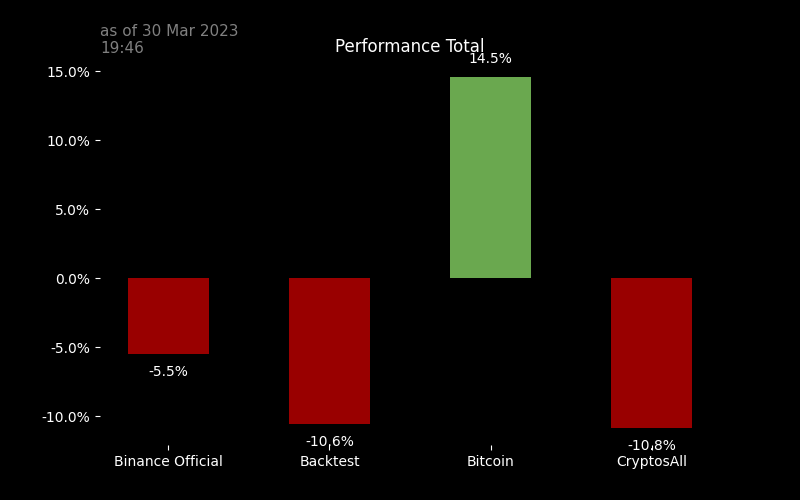 as of 30 Mar 2023
19:46
Performance Total
15.0%
10.0%
5.0%
0.0%
-5.0%
-10.0%
-5.5%
-10.6%
14.5%
-10.8%
Binance Official
Backtest
Bitcoin
CryptosAll